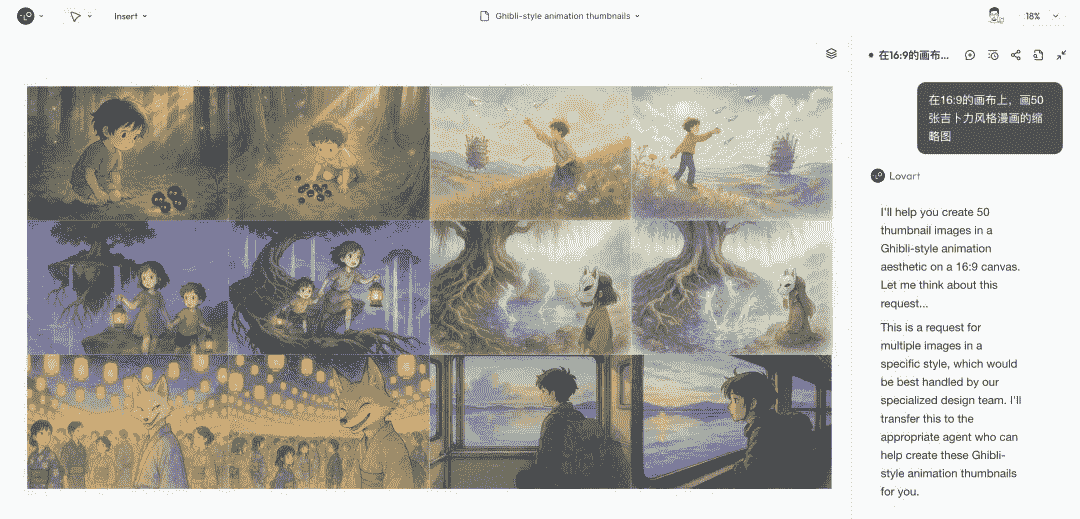 Insert
Ghibli-style animation thumbnails
18%
在16:9的画布...
在16:9的画布上，画50
张吉卜力风格漫画的缩
略图
Lovart
I'll help you create 50
thumbnail images in a
Ghibli-style animation
aesthetic on a 16:9 canvas.
Let me think about this
request...
This is a request for
multiple images in a
specific style, which would
be best handled by our
specialized design team. I'll
transfer this to the
appropriate agent who can
help create these Ghibli-
style animation thumbnails
for you.